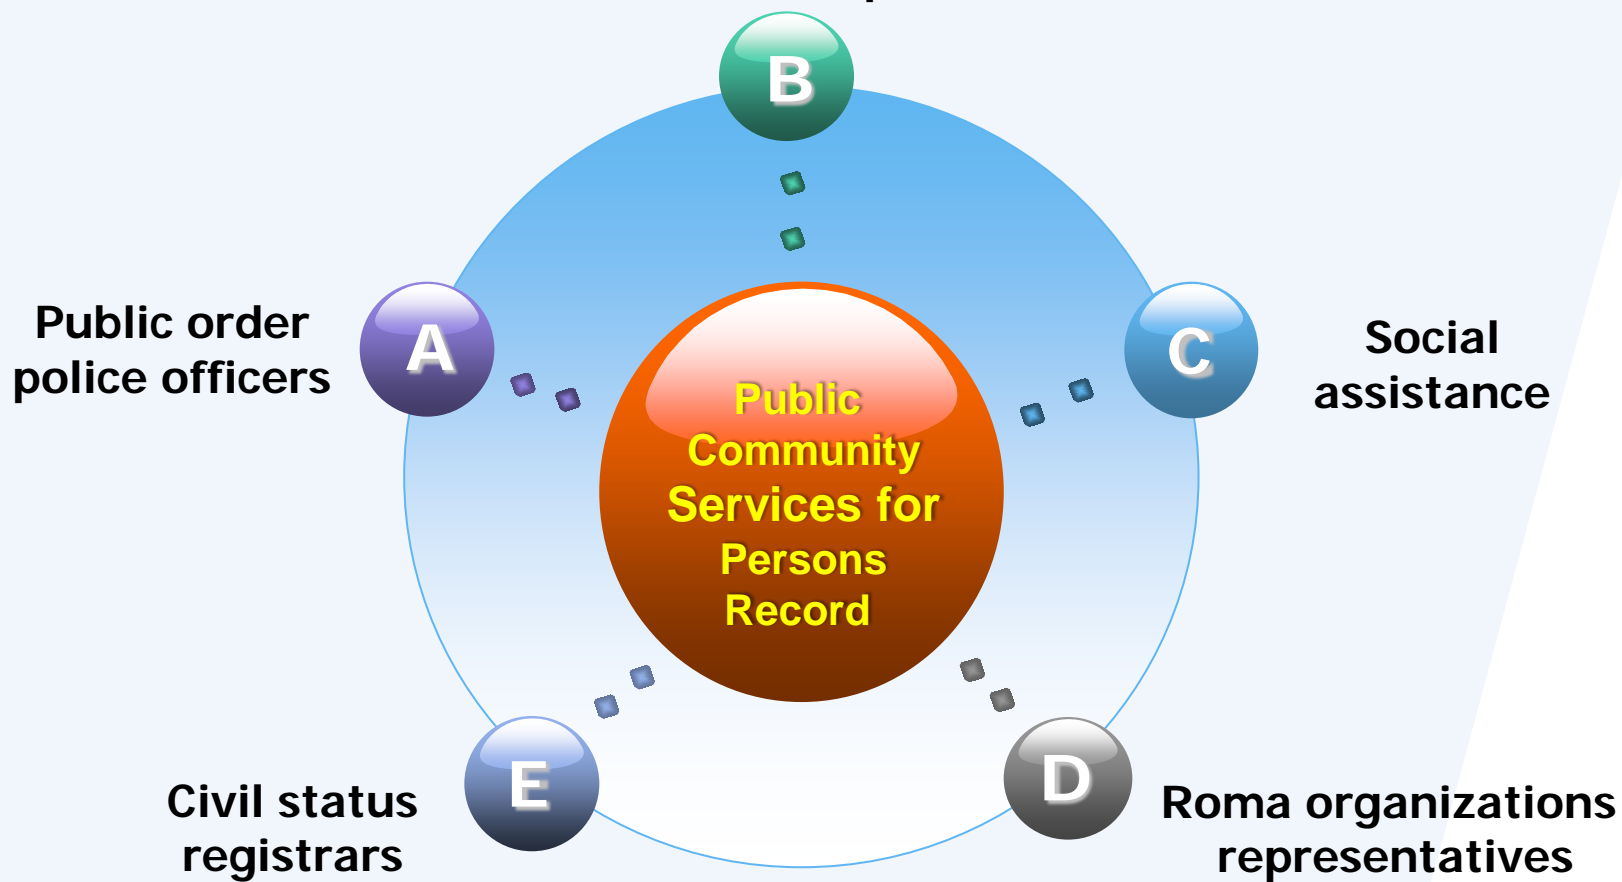 B
Public order
police officers
A
C
Social
assistance
Public
Community
Services for
Persons
Record
E
D
Civil status
registrars
Roma organizations
representatives